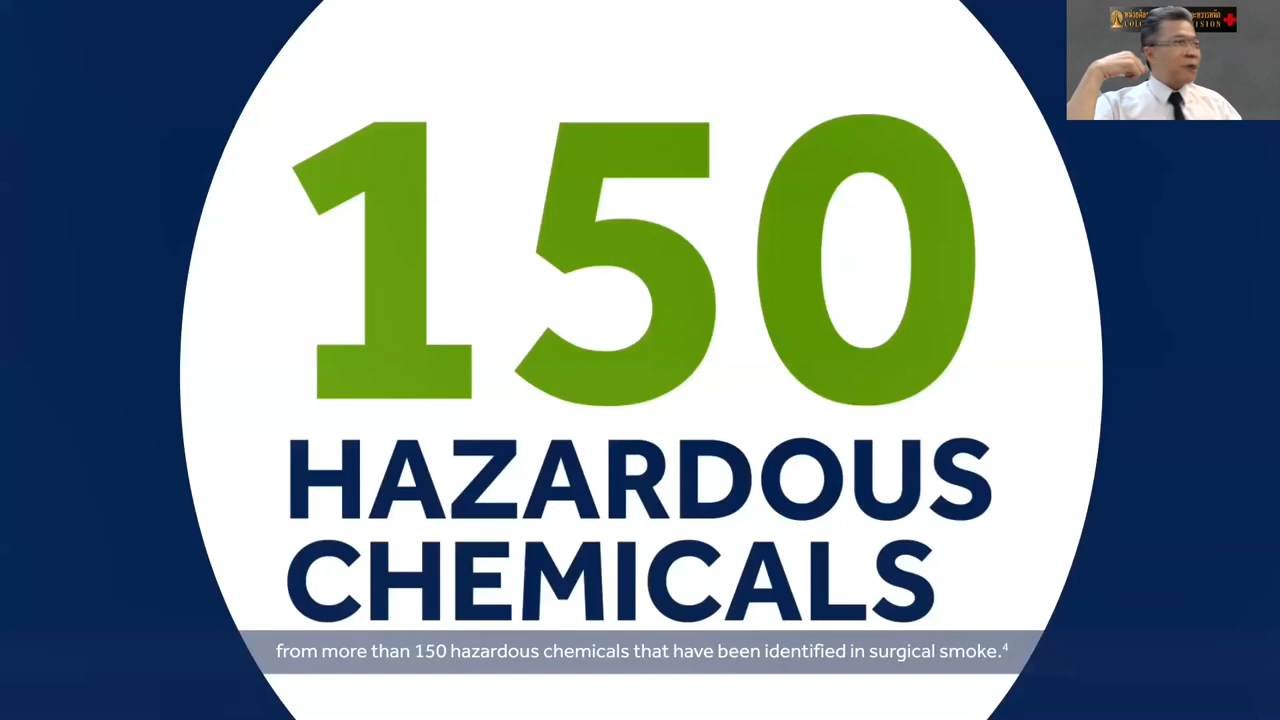 150
HAZARDOUS
CHEMICALS
from more than 150 hazardous chemicals that have been identified in surgical smoke.⁴